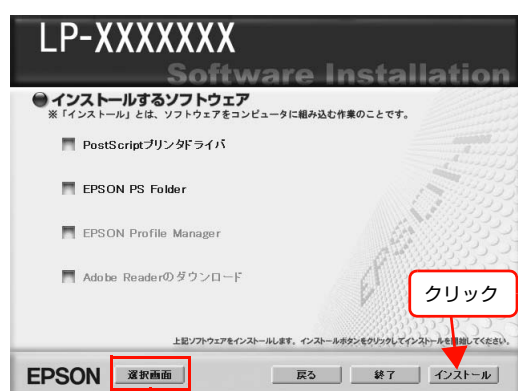 LP-XXXXXXX
Software Installation
インストールするソフトウェア
※「インストール」とは、ソフトウェアをコンピュータに組み込む作業のことです。
PostScriptプリンタドライバ
EPSON PS Folder
EPSON Profile Manager
Adobe Readerのダウンロード
EPSON
クリック
上記ソフトウェアをインストールします。インストールボタンをクリックしてインストールを開始してください。
EPSON 選択画面 戻る 終了 インストール